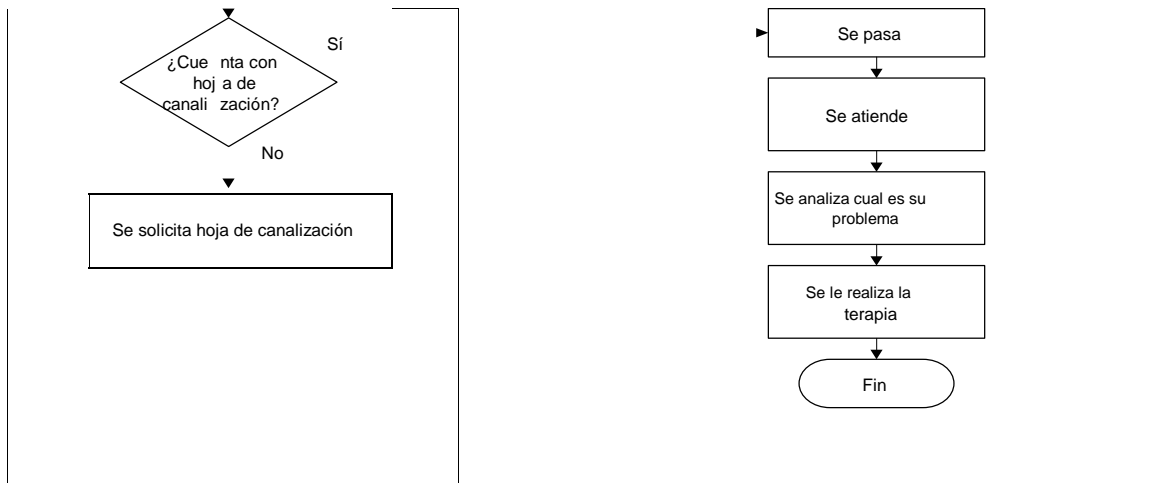 Sí
¿Cue nta con
hoj a de
canali zación?
No
Se solicita hoja de canalización
Se pasa
Se atiende
Se analiza cual es su
problema
Se le realiza la
terapia
Fin